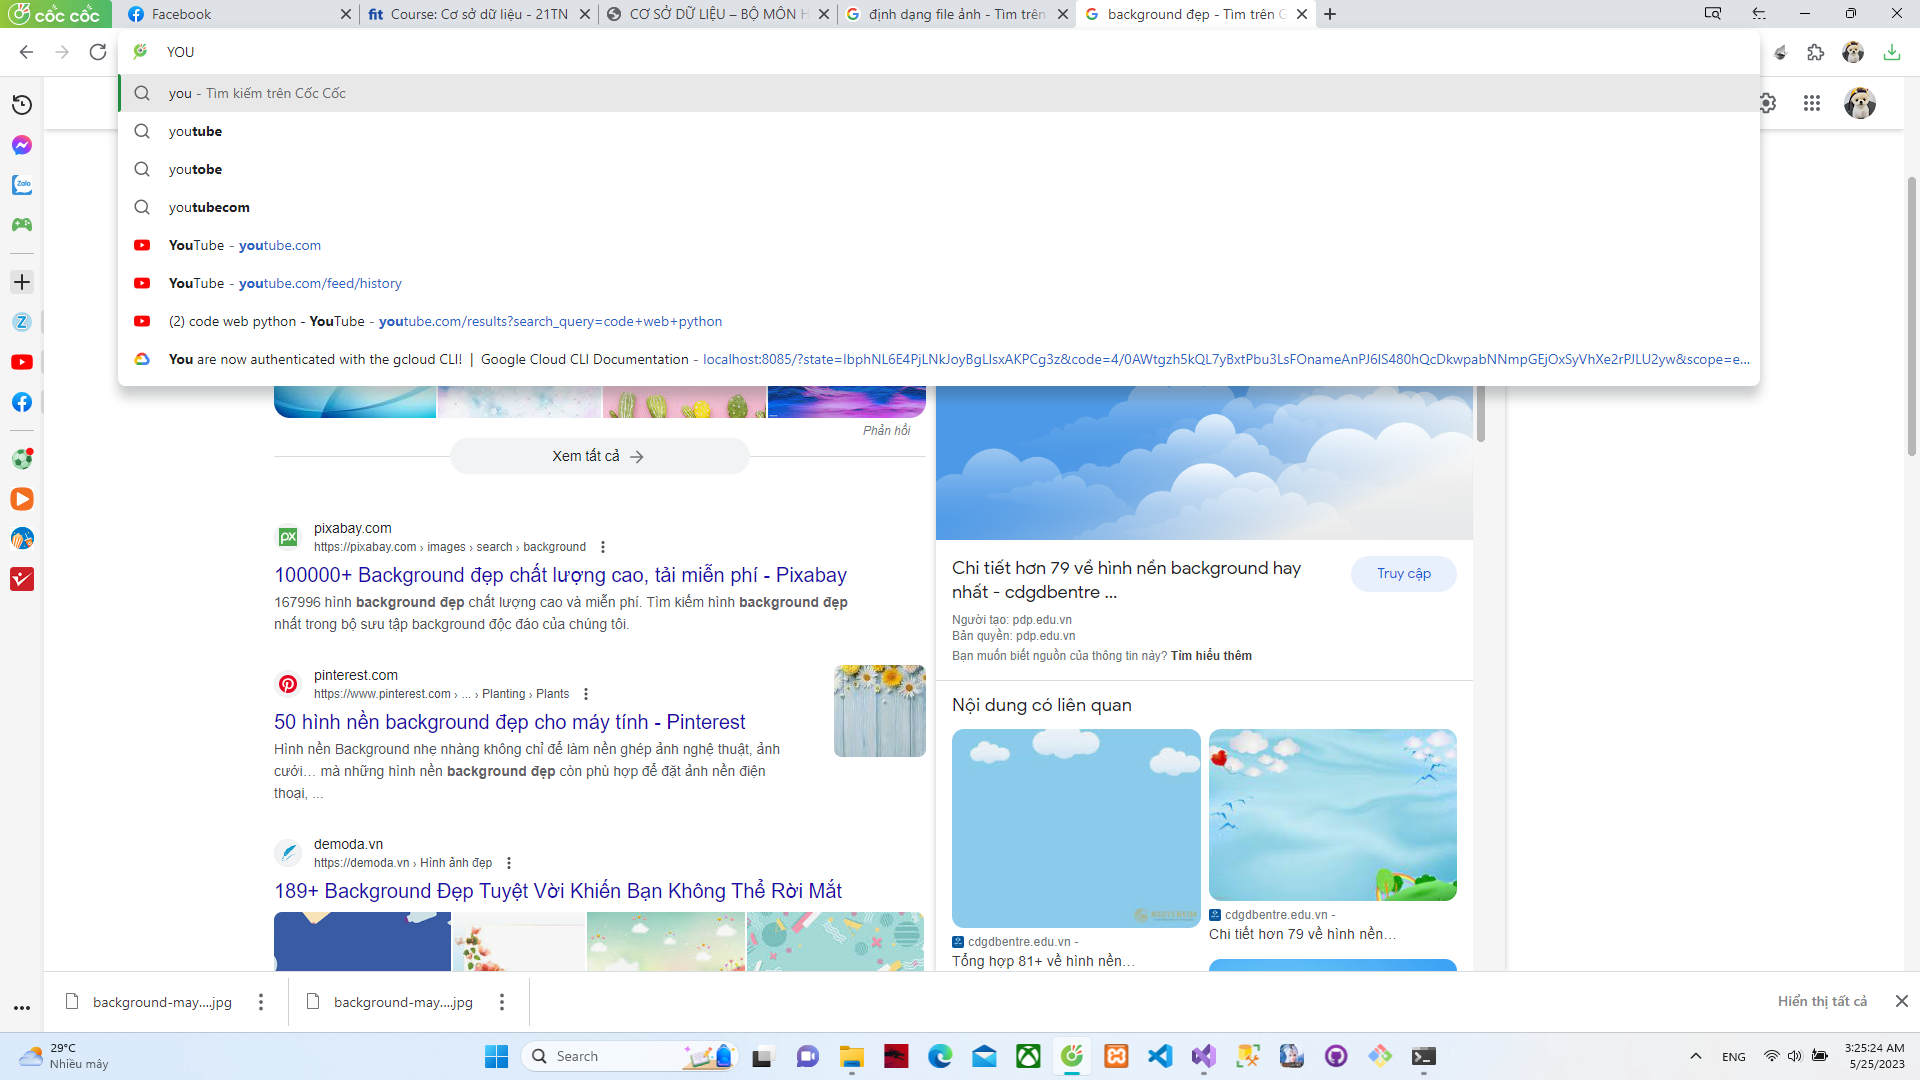 cốc cốc
Facebook
Course: Cơ sở dữ liệu - 21TN
CƠ SỞ DỮ LIỆU – BỘ MÔN H
định dạng file ảnh - Tìm trên
background đẹp - Tìm trên G
YOU
you - Tìm kiếm trên Cốc Cốc
youtube
youtobe
youtubecom
YouTube - youtube.com
YouTube - youtube.com/feed/history
(2) code web python - YouTube - youtube.com/results?search_query=code+web+python
You are now authenticated with the gcloud CLI! | Google Cloud CLI Documentation - localhost:8085/?state=
Phản hồi
Xem tất cả
pixabay.com
https://pixabay.com › images › search › background
100000+ Background đẹp chất lượng cao, tải miễn phí - Pixabay
167996 hình background đẹp chất lượng cao và miễn phí. Tìm kiếm hình background đẹp
nhất trong bộ sưu tập background độc đáo của chúng tôi.
pinterest.com
https://www.pinterest.com › ... › Planting › Plants
50 hình nền background đẹp cho máy tính - Pinterest
Hình nền Background nhẹ nhàng không chỉ để làm nền ghép ảnh nghệ thuật, ảnh
cưới… mà những hình nền background đẹp còn phù hợp để đặt ảnh nền điện
thoại, ...
demoda.vn
https://demoda.vn › Hình ảnh đẹp
189+ Background Đẹp Tuyệt Vời Khiến Bạn Không Thể Rời Mắt
Chi tiết hơn 79 về hình nền background hay
nhất - cdgdbentre ...
Truy cập
Người tạo: pdp.edu.vn
Bản quyền: pdp.edu.vn
Bạn muốn biết nguồn của thông tin này? Tìm hiểu thêm
Nội dung có liên quan
cdgdbentre.edu.vn -
Tổng hợp 81+ về hình nền…
cdgdbentre.edu.vn -
Chi tiết hơn 79 về hình nền…
background-may....jpg
background-may....jpg
Hiển thị tất cả
29°C
Nhiều mây
Search
ENG
3:25:24 AM
5/25/2023